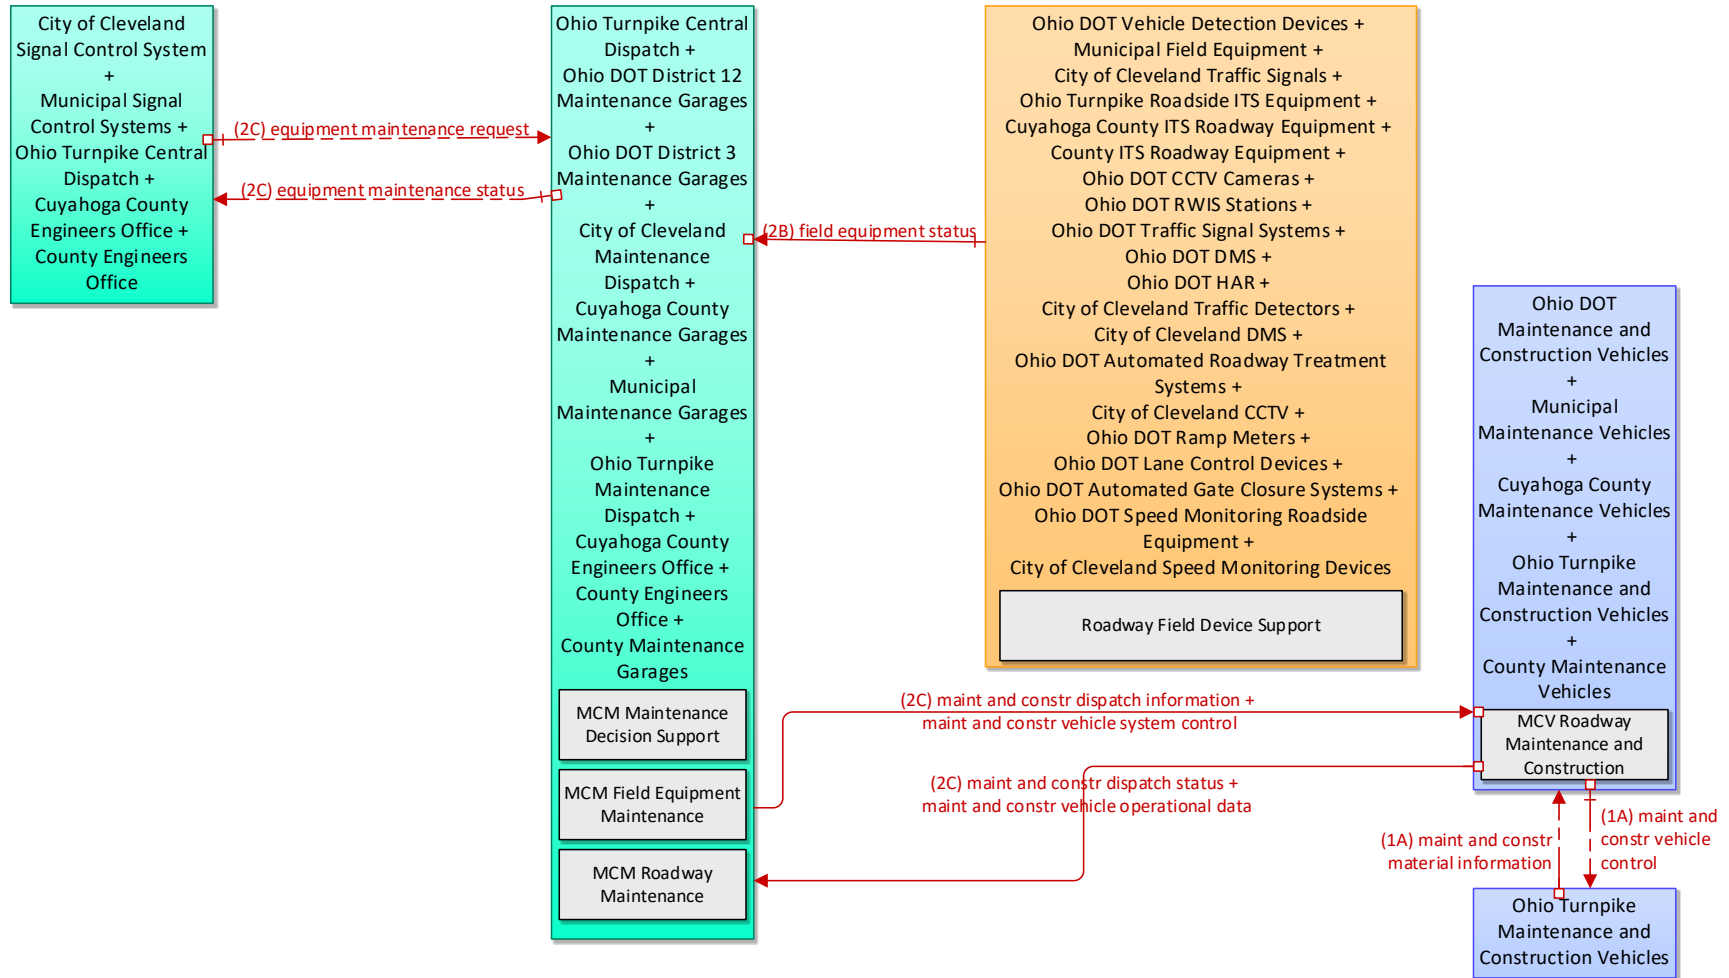 City of Cleveland
Signal Control System
+
Municipal Signal
Control Systems +
Ohio Turnpike Central
Dispatch +
Cuyahoga County
Engineers Office +
County Engineers
Office
(2C) equipment maintenance request
(2C) equipment maintenance status
Ohio Turnpike Central
Dispatch +
Ohio DOT District 12
Maintenance Garages
+
Ohio DOT District 3
Maintenance Garages
+
City of Cleveland
Maintenance
Dispatch +
Cuyahoga County
Maintenance Garages
+
Municipal
Maintenance Garages
+
Ohio Turnpike
Maintenance
Dispatch +
Cuyahoga County
Engineers Office +
County Engineers
Office +
County Maintenance
Garages
MCM Maintenance
Decision Support
MCM Field Equipment
Maintenance
MCM Roadway
Maintenance
(2B) field equipment status
Ohio DOT Vehicle Detection Devices +
Municipal Field Equipment +
City of Cleveland Traffic Signals +
Ohio Turnpike Roadside ITS Equipment +
Cuyahoga County ITS Roadway Equipment +
County ITS Roadway Equipment +
Ohio DOT CCTV Cameras +
Ohio DOT RWIS Stations +
Ohio DOT Traffic Signal Systems +
Ohio DOT DMS +
Ohio DOT HAR +
City of Cleveland Traffic Detectors +
City of Cleveland DMS +
Ohio DOT Automated Roadway Treatment
Systems +
City of Cleveland CCTV +
Ohio DOT Ramp Meters +
Ohio DOT Lane Control Devices +
Ohio DOT Automated Gate Closure Systems +
Ohio DOT Speed Monitoring Roadside
Equipment +
City of Cleveland Speed Monitoring Devices
Roadway Field Device Support
(2C) maint and constr dispatch information +
maint and constr vehicle system control
(2C) maint and constr dispatch status +
maint and constr vehicle operational data
Ohio DOT
Maintenance and
Construction Vehicles
+
Municipal
Maintenance Vehicles
+
Cuyahoga County
Maintenance Vehicles
+
Ohio Turnpike
Maintenance and
Construction Vehicles
+
County Maintenance
Vehicles
MCV Roadway
Maintenance and
Construction
(1A) maint and constr
material information
(1A) maint and
constr vehicle
control
Ohio Turnpike
Maintenance and
Construction Vehicles